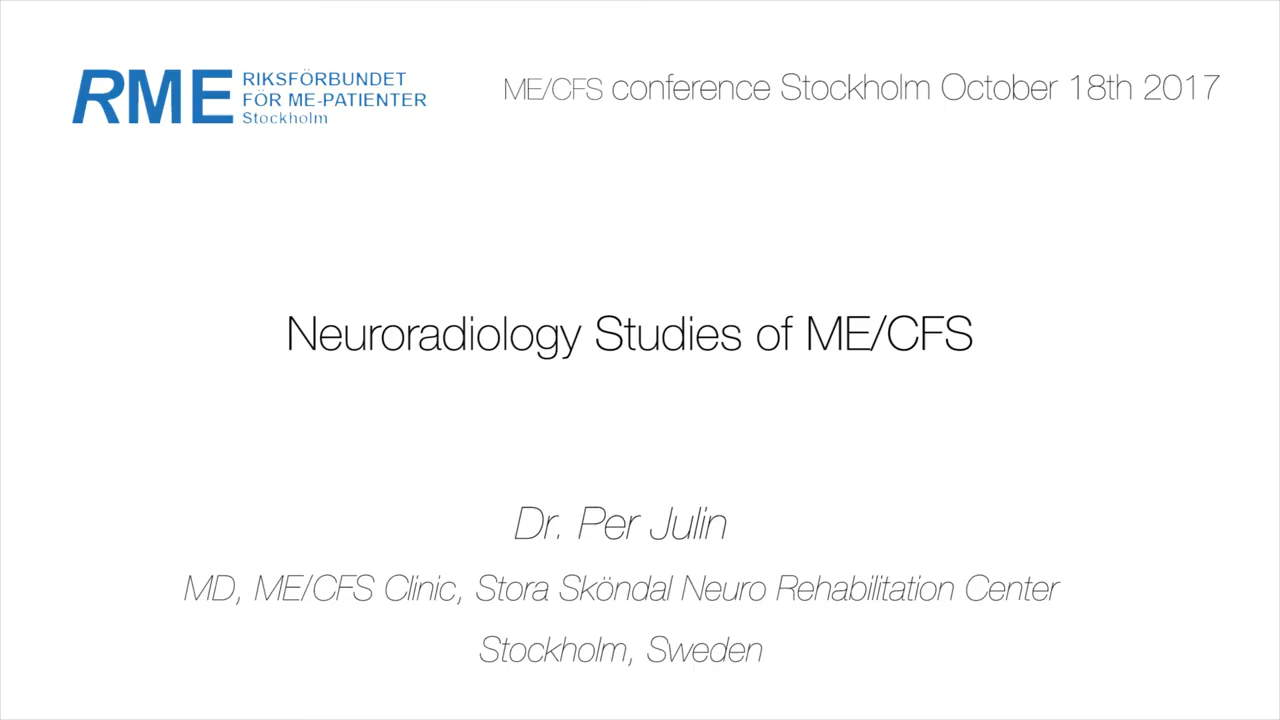 RME RIKSFÖRBUNDET
FÖR ME-PATIENTER
Stockholm
ME/CFS conference Stockholm October 18th 2017
Neuroradiology Studies of ME/CFS
Dr. Per Julin
MD, ME/CFS Clinic, Stora Sköndal Neuro Rehabilitation Center
Stockholm, Sweden